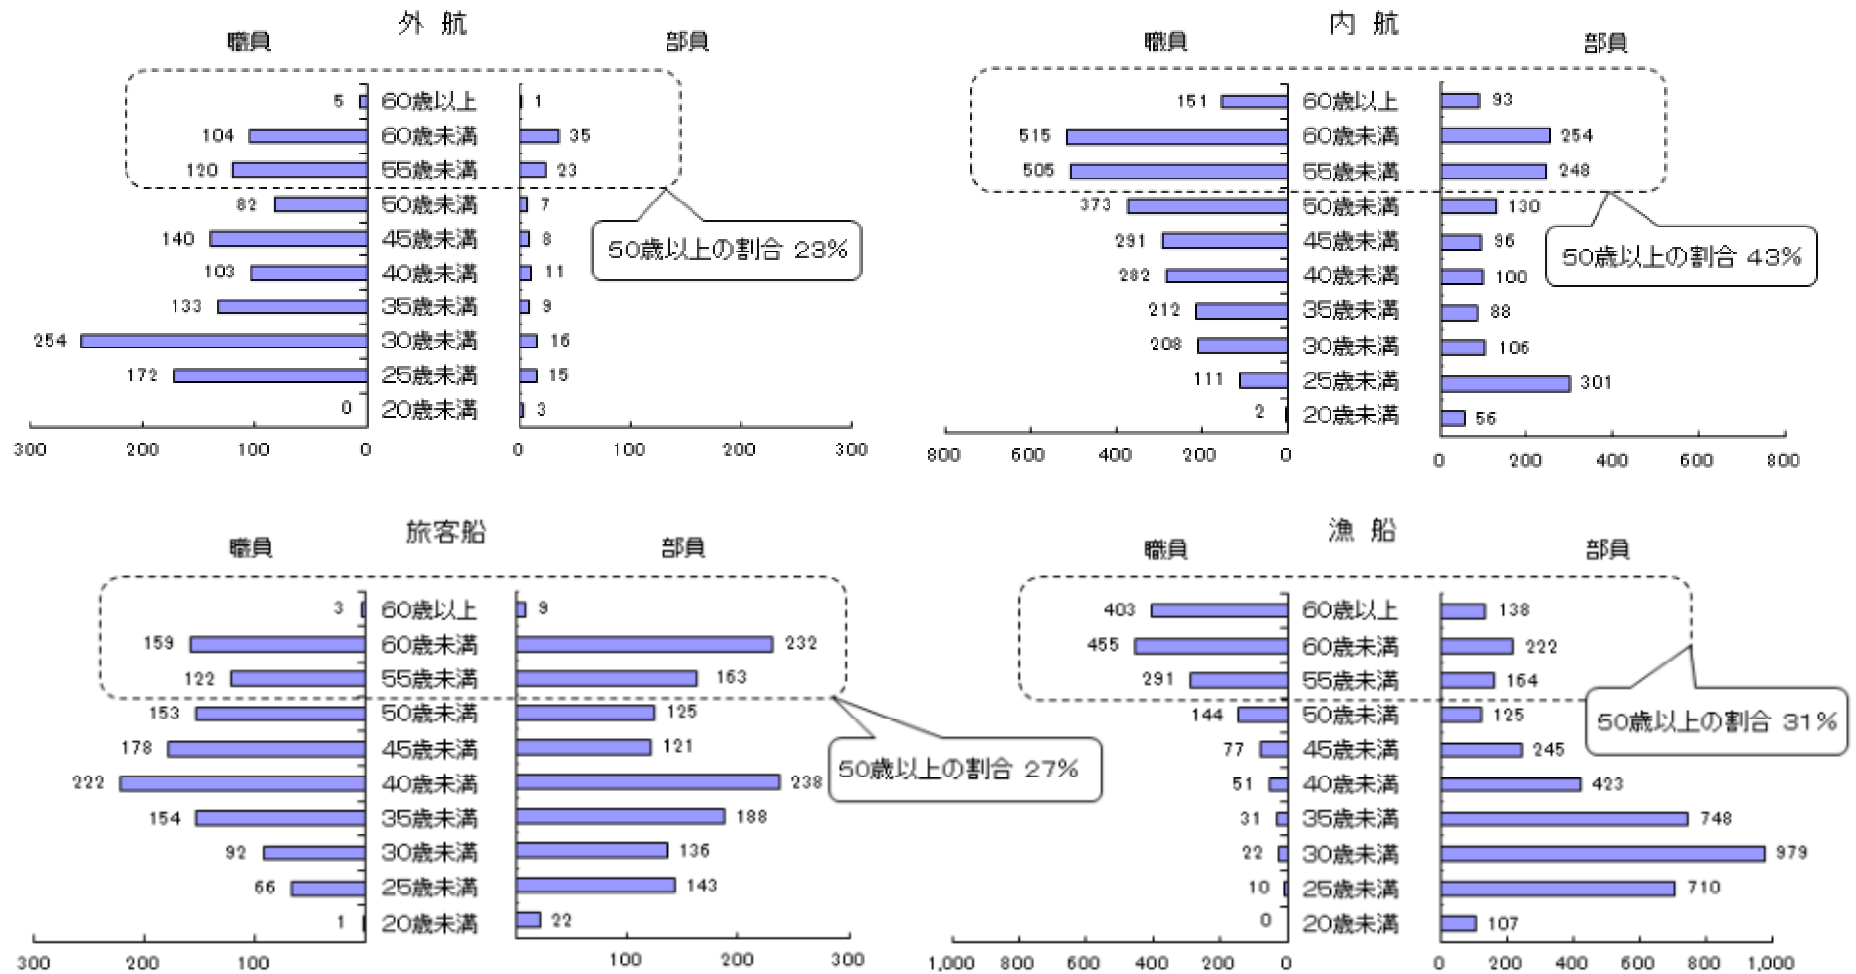 外 航
職員 部員
5 60歳以上 1
104 60歳未満 35
120 55歳未満 23
82 50歳未満 7
140 45歳未満 8
103 40歳未満 11
133 35歳未満 9
254 30歳未満 16
172 25歳未満 15
0 20歳未満 3
300 200 100 0 0 100 200 300
50歳以上の割合 23%
内 航
職員 部員
151 60歳以上 93
515 60歳未満 254
505 55歳未満 248
373 50歳未満 130
291 45歳未満 96
282 40歳未満 100
212 35歳未満 88
208 30歳未満 106
111 25歳未満 301
2 20歳未満 56
800 600 400 200 0 0 200 400 600 800
50歳以上の割合 43%
旅客船
職員 部員
3 60歳以上 9
159 60歳未満 232
122 55歳未満 163
153 50歳未満 125
178 45歳未満 121
222 40歳未満 238
154 35歳未満 188
92 30歳未満 136
66 25歳未満 143
1 20歳未満 22
300 200 100 100 200 300
50歳以上の割合 27%
漁 船
職員 部員
403 60歳以上 138
455 60歳未満 222
291 55歳未満 164
144 50歳未満 125
77 45歳未満 245
51 40歳未満 423
31 35歳未満 748
22 30歳未満 979
10 25歳未満 710
0 20歳未満 107
1,000 800 600 400 200 0 0 200 400 600 800 1,000
50歳以上の割合 31%